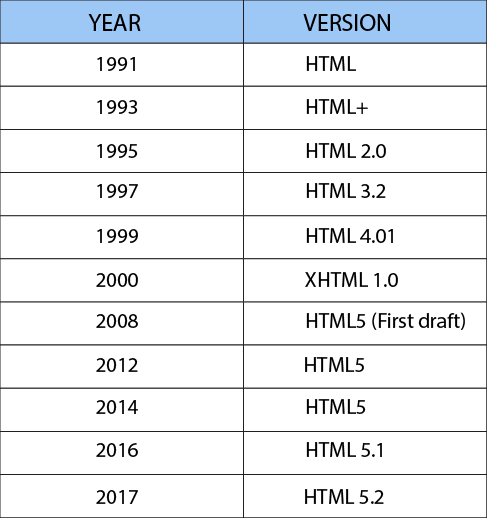 YEAR VERSION
1991 HTML
1993 HTML+
1995 HTML 2.0
1997 HTML 3.2
1999 HTML 4.01
2000 XHTML 1.0
2008 HTML5 (First draft)
2012 HTML5
2014 HTML5
2016 HTML 5.1
2017 HTML 5.2